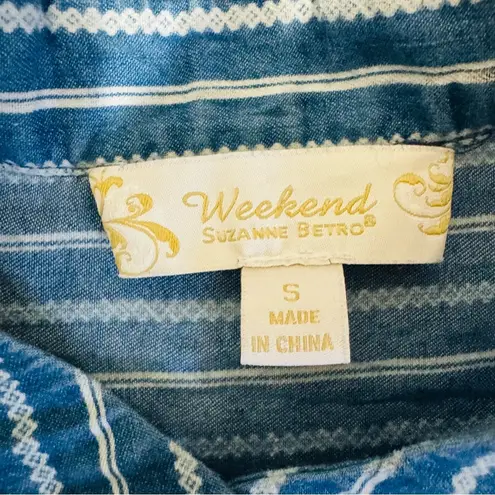 Weekend
SUZANNE BETRO®
S
MADE
IN CHINA